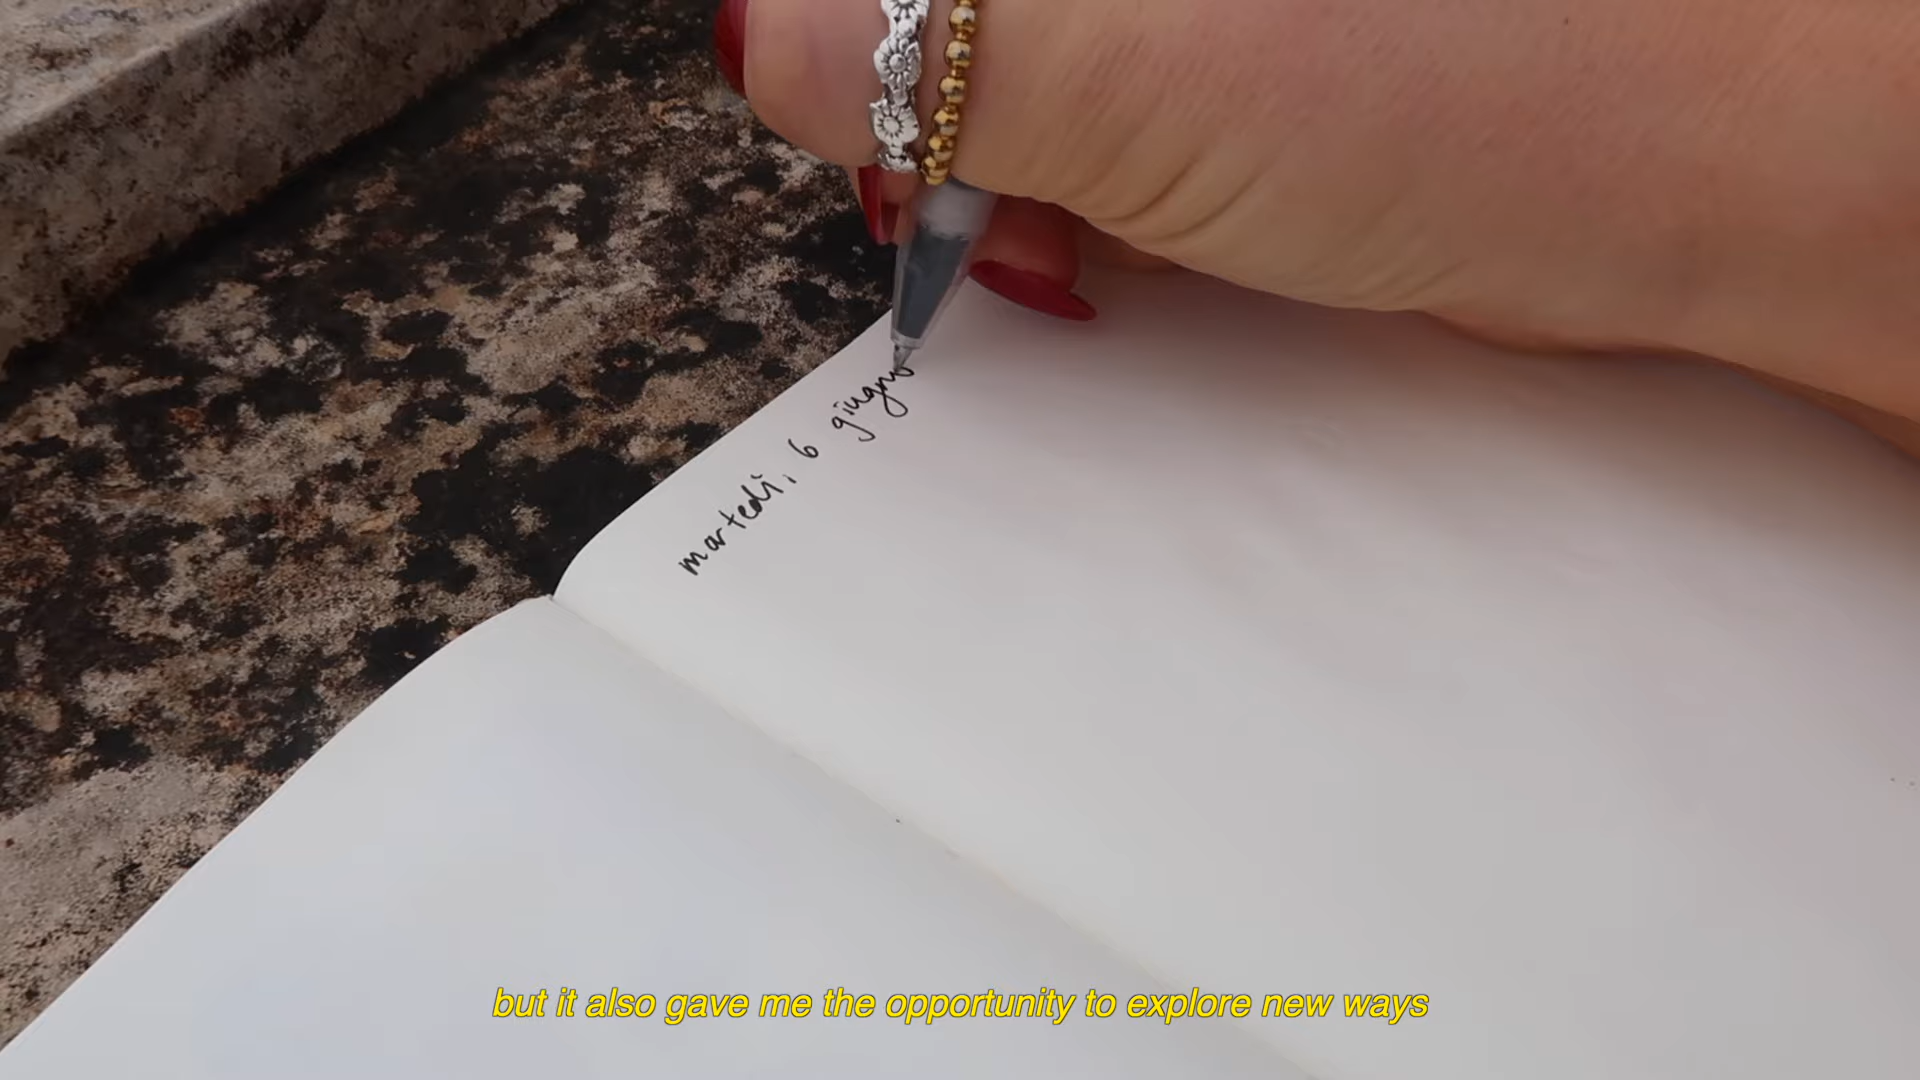 martedì, 6 giugno
but it also gave me the opportunity to explore new ways